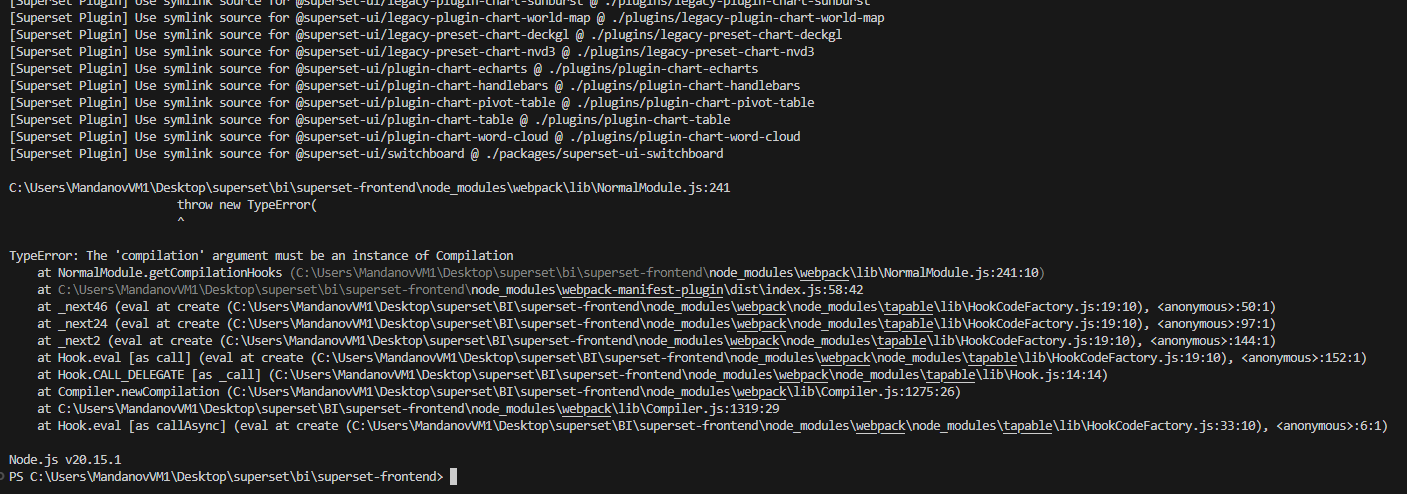 [Superset Plugin] Use symlink source for @superset-ui/legacy-plugin-chart-sunburst @ ./plugins/legacy-plugin-chart-sunburst
[Superset Plugin] Use symlink source for @superset-ui/legacy-plugin-chart-world-map @ ./plugins/legacy-plugin-chart-world-map
[Superset Plugin] Use symlink source for @superset-ui/legacy-preset-chart-deckgl @ ./plugins/legacy-preset-chart-deckgl
[Superset Plugin] Use symlink source for @superset-ui/legacy-preset-chart-nvd3 @ ./plugins/legacy-preset-chart-nvd3
[Superset Plugin] Use symlink source for @superset-ui/plugin-chart-echarts @ ./plugins/plugin-chart-echarts
[Superset Plugin] Use symlink source for @superset-ui/plugin-chart-handlebars @ ./plugins/plugin-chart-handlebars
[Superset Plugin] Use symlink source for @superset-ui/plugin-chart-pivot-table @ ./plugins/plugin-chart-pivot-table
[Superset Plugin] Use symlink source for @superset-ui/plugin-chart-table @ ./plugins/plugin-chart-table
[Superset Plugin] Use symlink source for @superset-ui/plugin-chart-word-cloud @ ./plugins/plugin-chart-word-cloud
[Superset Plugin] Use symlink source for @superset-ui/switchboard @ ./packages/superset-ui-switchboard
C:\Users\MandanovVM1\Desktop\superset\bi\superset-frontend\node_modules\webpack\lib\NormalModule.js:241
throw new TypeError(
^
TypeError: The 'compilation' argument must be an instance of Compilation
at NormalModule.getCompilationHooks (C:\Users\MandanovVM1\Desktop\superset\bi\superset-frontend\node_modules\webpack\lib\NormalModule.js:241:10)
at C:\Users\MandanovVM1\Desktop\superset\bi\superset-frontend\node_modules\webpack-manifest-plugin\dist\index.js:58:42
at _next46 (eval at create (C:\Users\MandanovVM1\Desktop\superset\BI\superset-frontend\node_modules\webpack\node_modules\tapable\lib\HookCodeFactory.js:19:10), <anonymous>:50:1)
at _next24 (eval at create (C:\Users\MandanovVM1\Desktop\superset\BI\superset-frontend\node_modules\webpack\node_modules\tapable\lib\HookCodeFactory.js:19:10), <anonymous>:97:1)
at _next2 (eval at create (C:\Users\MandanovVM1\Desktop\superset\BI\superset-frontend\node_modules\webpack\node_modules\tapable\lib\HookCodeFactory.js:19:10), <anonymous>:144:1)
at Hook.eval [as call] (eval at create (C:\Users\MandanovVM1\Desktop\superset\BI\superset-frontend\node_modules\webpack\node_modules\tapable\lib\HookCodeFactory.js:19:10), <anonymous>:152:1)
at Hook.CALL_DELEGATE [as _call] (C:\Users\MandanovVM1\Desktop\superset\BI\superset-frontend\node_modules\webpack\node_modules\tapable\lib\Hook.js:14:14)
at Compiler.newCompilation (C:\Users\MandanovVM1\Desktop\superset\BI\superset-frontend\node_modules\webpack\lib\Compiler.js:1275:26)
at C:\Users\MandanovVM1\Desktop\superset\BI\superset-frontend\node_modules\webpack\lib\Compiler.js:1319:29
at Hook.eval [as callAsync] (eval at create (C:\Users\MandanovVM1\Desktop\superset\BI\superset-frontend\node_modules\webpack\node_modules\tapable\lib\HookCodeFactory.js:33:10), <anonymous>:6:1)
Node.js v20.15.1
PS C:\Users\MandanovVM1\Desktop\superset\bi\superset-frontend>